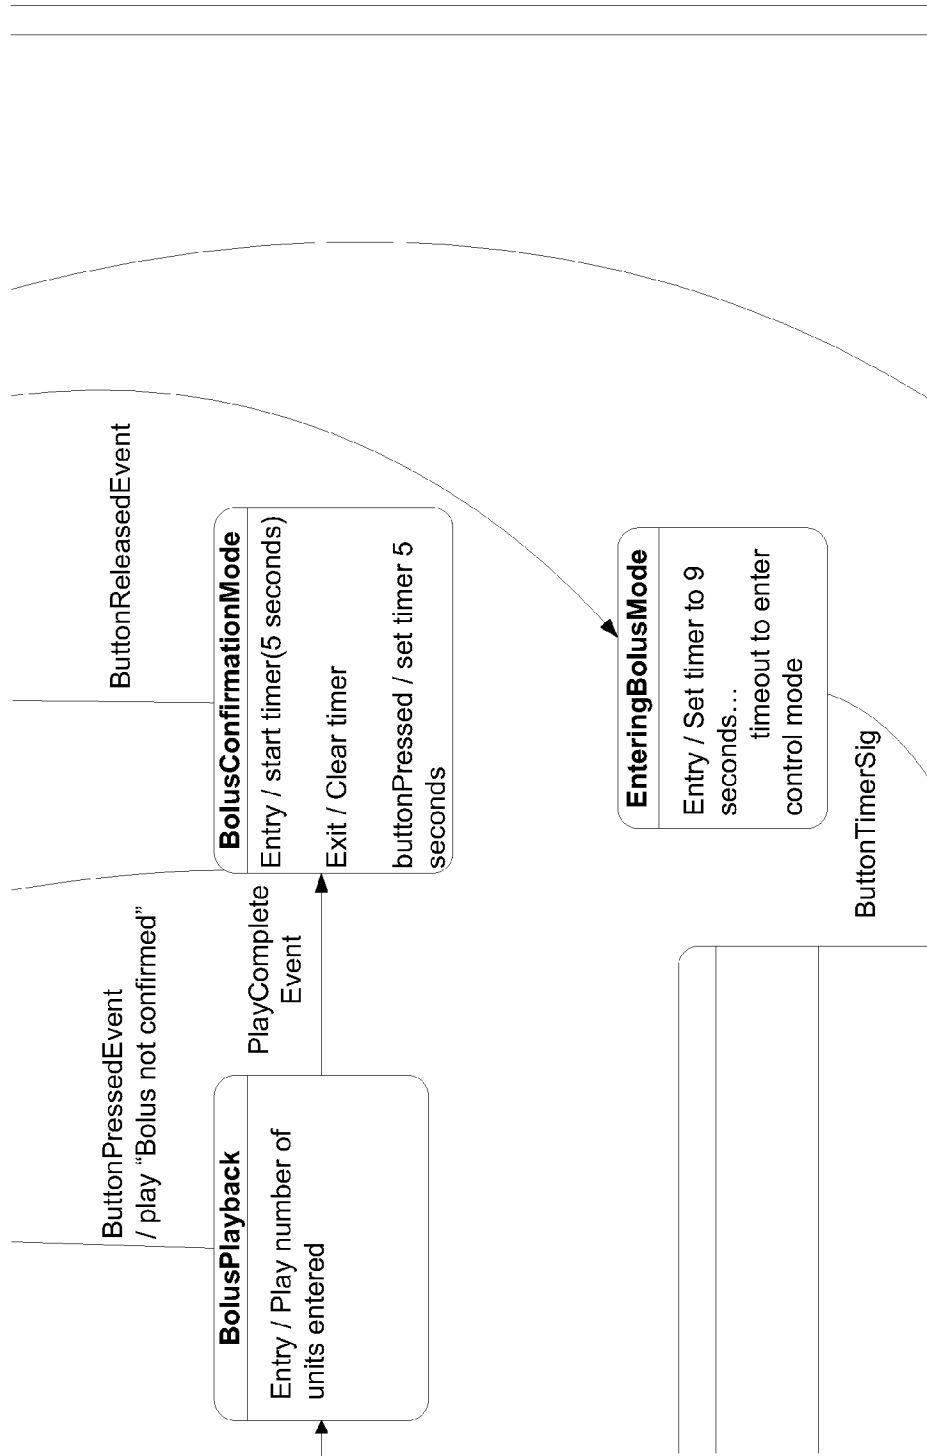 ButtonPressedEvent
/ play “Bolus not confirmed”
ButtonReleasedEvent
BolusPlayback
Entry / Play number of
units entered
PlayComplete
Event
BolusConfirmationMode
Entry / start timer(5 seconds)
Exit / Clear timer
buttonPressed / set timer 5
seconds
EnteringBolusMode
Entry / Set timer to 9
seconds…
timeout to enter
control mode
ButtonTimerSig